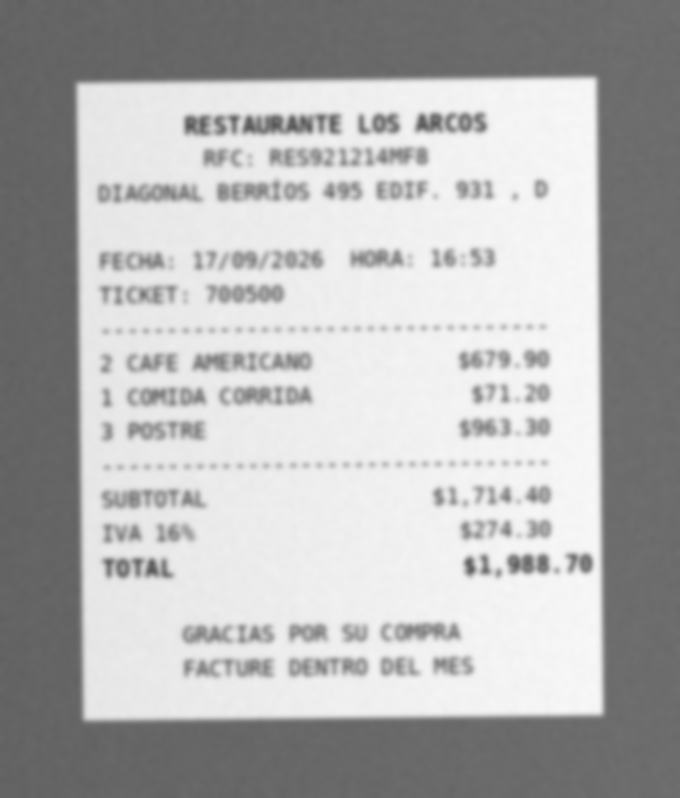 RESTAURANTE LOS ARCOS
RFC: RES921214MF8
DIAGONAL BERRÍOS 495 EDIF. 931 , D
FECHA: 17/09/2026 HORA: 16:53
TICKET: 700500
----------------------------------
2 CAFE AMERICANO $679.90
1 COMIDA CORRIDA $71.20
3 POSTRE $963.30
----------------------------------
SUBTOTAL $1,714.40
IVA 16% $274.30
TOTAL $1,988.70
GRACIAS POR SU COMPRA
FACTURE DENTRO DEL MES